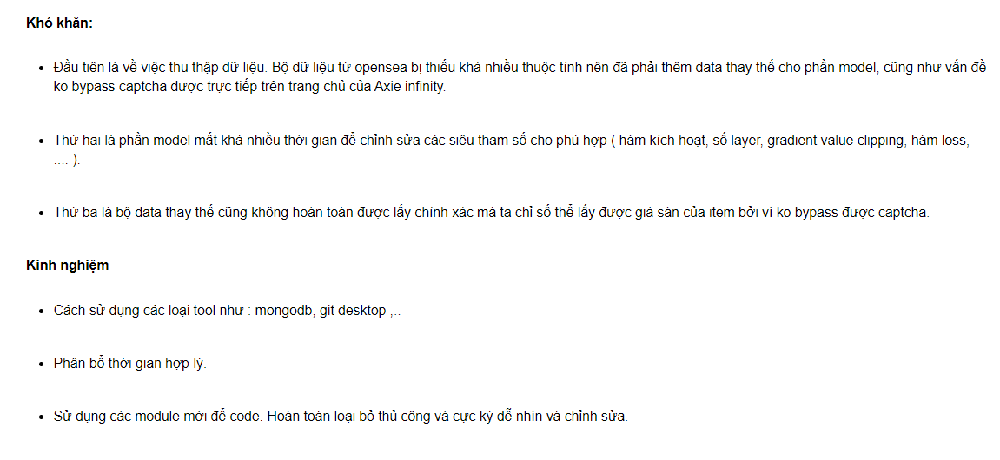 Khó khăn:
Đầu tiên là về việc thu thập dữ liệu. Bộ dữ liệu từ opensea bị thiếu khá nhiều thuộc tính nên đã phải thêm data thay thế cho phần model, cũng như vấn đề
ko bypass captcha được trực tiếp trên trang chủ của Axie infinity.
Thứ hai là phần model mất khá nhiều thời gian để chỉnh sửa các siêu tham số cho phù hợp ( hàm kích hoạt, số layer, gradient value clipping, hàm loss,
.... ).
Thứ ba là bộ data thay thế cũng không hoàn toàn được lấy chính xác mà ta chỉ số thể lấy được giá sàn của item bởi vì ko bypass được captcha.
Kinh nghiệm
Cách sử dụng các loại tool như : mongodb, git desktop ,..
Phân bổ thời gian hợp lý.
Sử dụng các module mới để code. Hoàn toàn loại bỏ thủ công và cực kỳ dễ nhìn và chỉnh sửa.